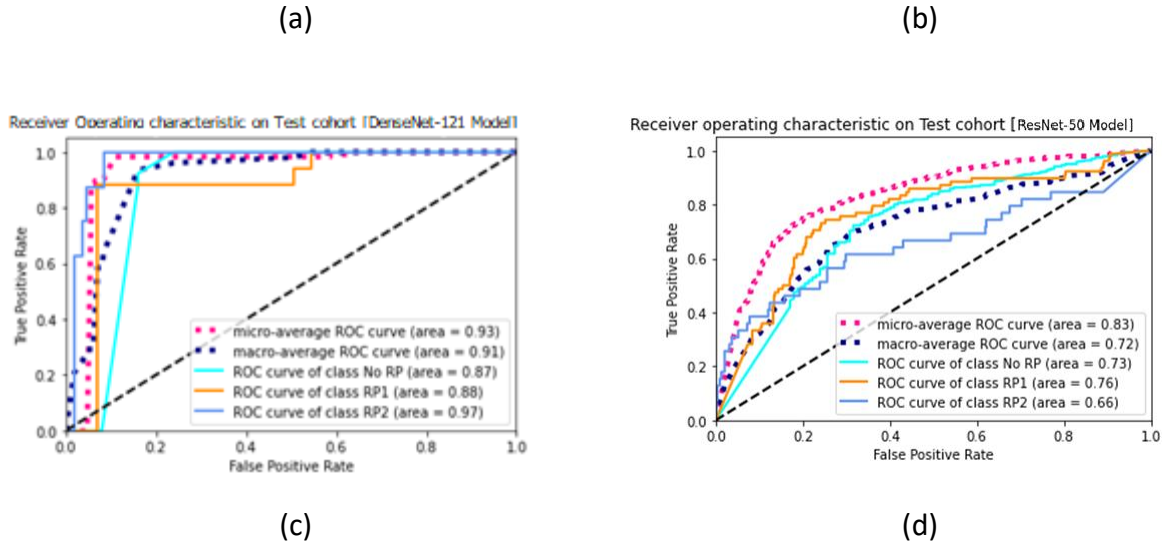 (a)
(b)
Receiver Operating characteristic on Test cohort [DenseNet-121 Model]
1.0
0.8
0.6
0.4
0.2
0.0
True Positive Rate
micro-average ROC curve (area = 0.93)
macro-average ROC curve (area = 0.91)
ROC curve of class No RP (area = 0.87)
ROC curve of class RP1 (area = 0.88)
ROC curve of class RP2 (area = 0.97)
0.0 0.2 0.4 0.6 0.8 1.0
False Positive Rate
Receiver operating characteristic on Test cohort [ResNet-50 Model]
1.0
0.8
0.6
0.4
0.2
0.0
True Positive Rate
micro-average ROC curve (area = 0.83)
macro-average ROC curve (area = 0.72)
ROC curve of class No RP (area = 0.73)
ROC curve of class RP1 (area = 0.76)
ROC curve of class RP2 (area = 0.66)
0.0 0.2 0.4 0.6 0.8 1.0
False Positive Rate
(c)
(d)